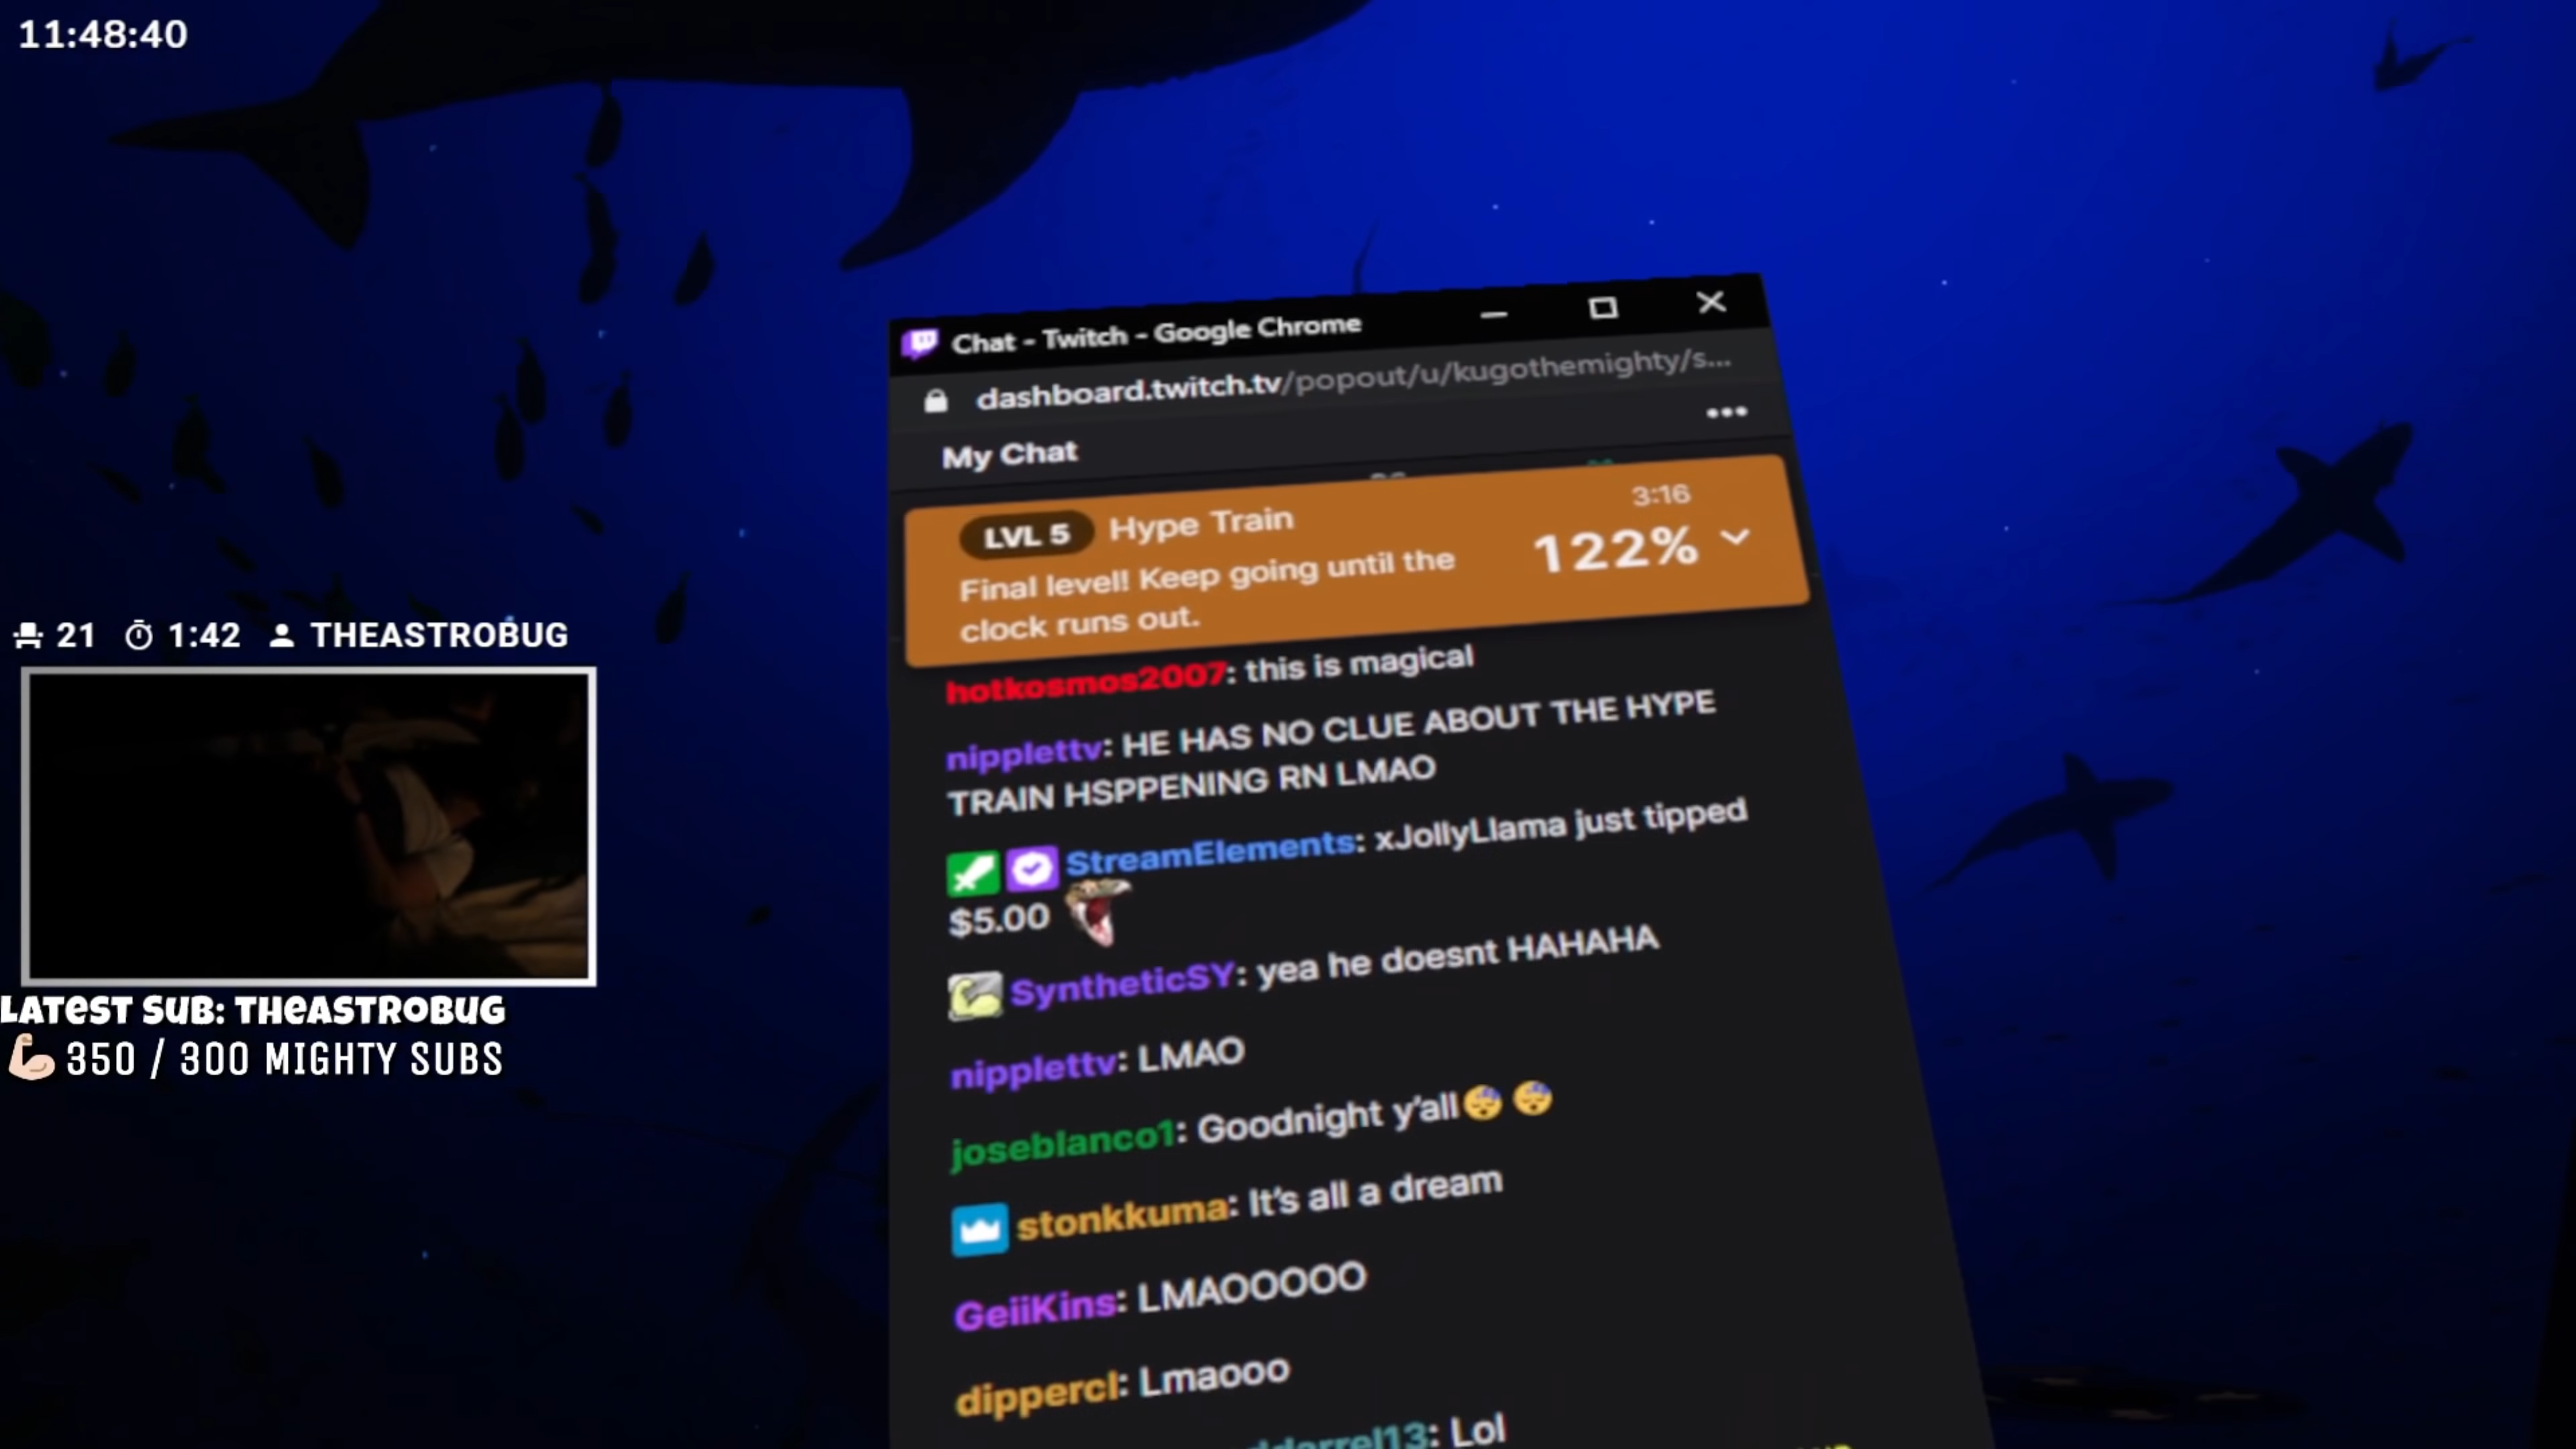 11:48:40
Chat - Twitch - Google Chrome
dashboard.twitch.tv/popout/u/kugothemighty/s...
My Chat
LVL 5 Hype Train
3:16
122%
Final level! Keep going until the
clock runs out.
hotkosmos2007: this is magical
nipplettv: HE HAS NO CLUE ABOUT THE HYPE
TRAIN HSPPENING RN LMAO
StreamElements: xJollyLlama just tipped
$5.00
SyntheticSY: yea he doesnt HAHAHA
nipplettv: LMAO
joseblanco1: Goodnight y'all😴 😴
stonkkuma: It's all a dream
GeiiKins: LMAOOOOO
dippercl: Lmaooo
Lol
21 1:42 THEASTROBUG
LATEST SUB: THEASTROBUG
💪🏻 350 / 300 MIGHTY SUBS